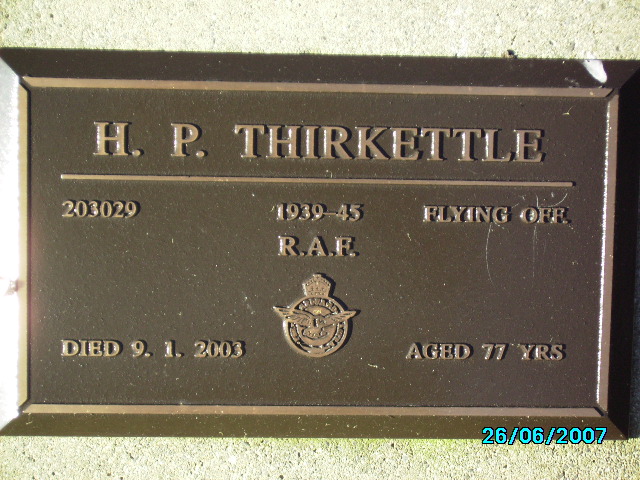 H. P. THIRKETTLE
203029 1939-45 FLYING OFF.
R.A.F.
DIED 9. 1. 2003 AGED 77 YRS
26/06/2007